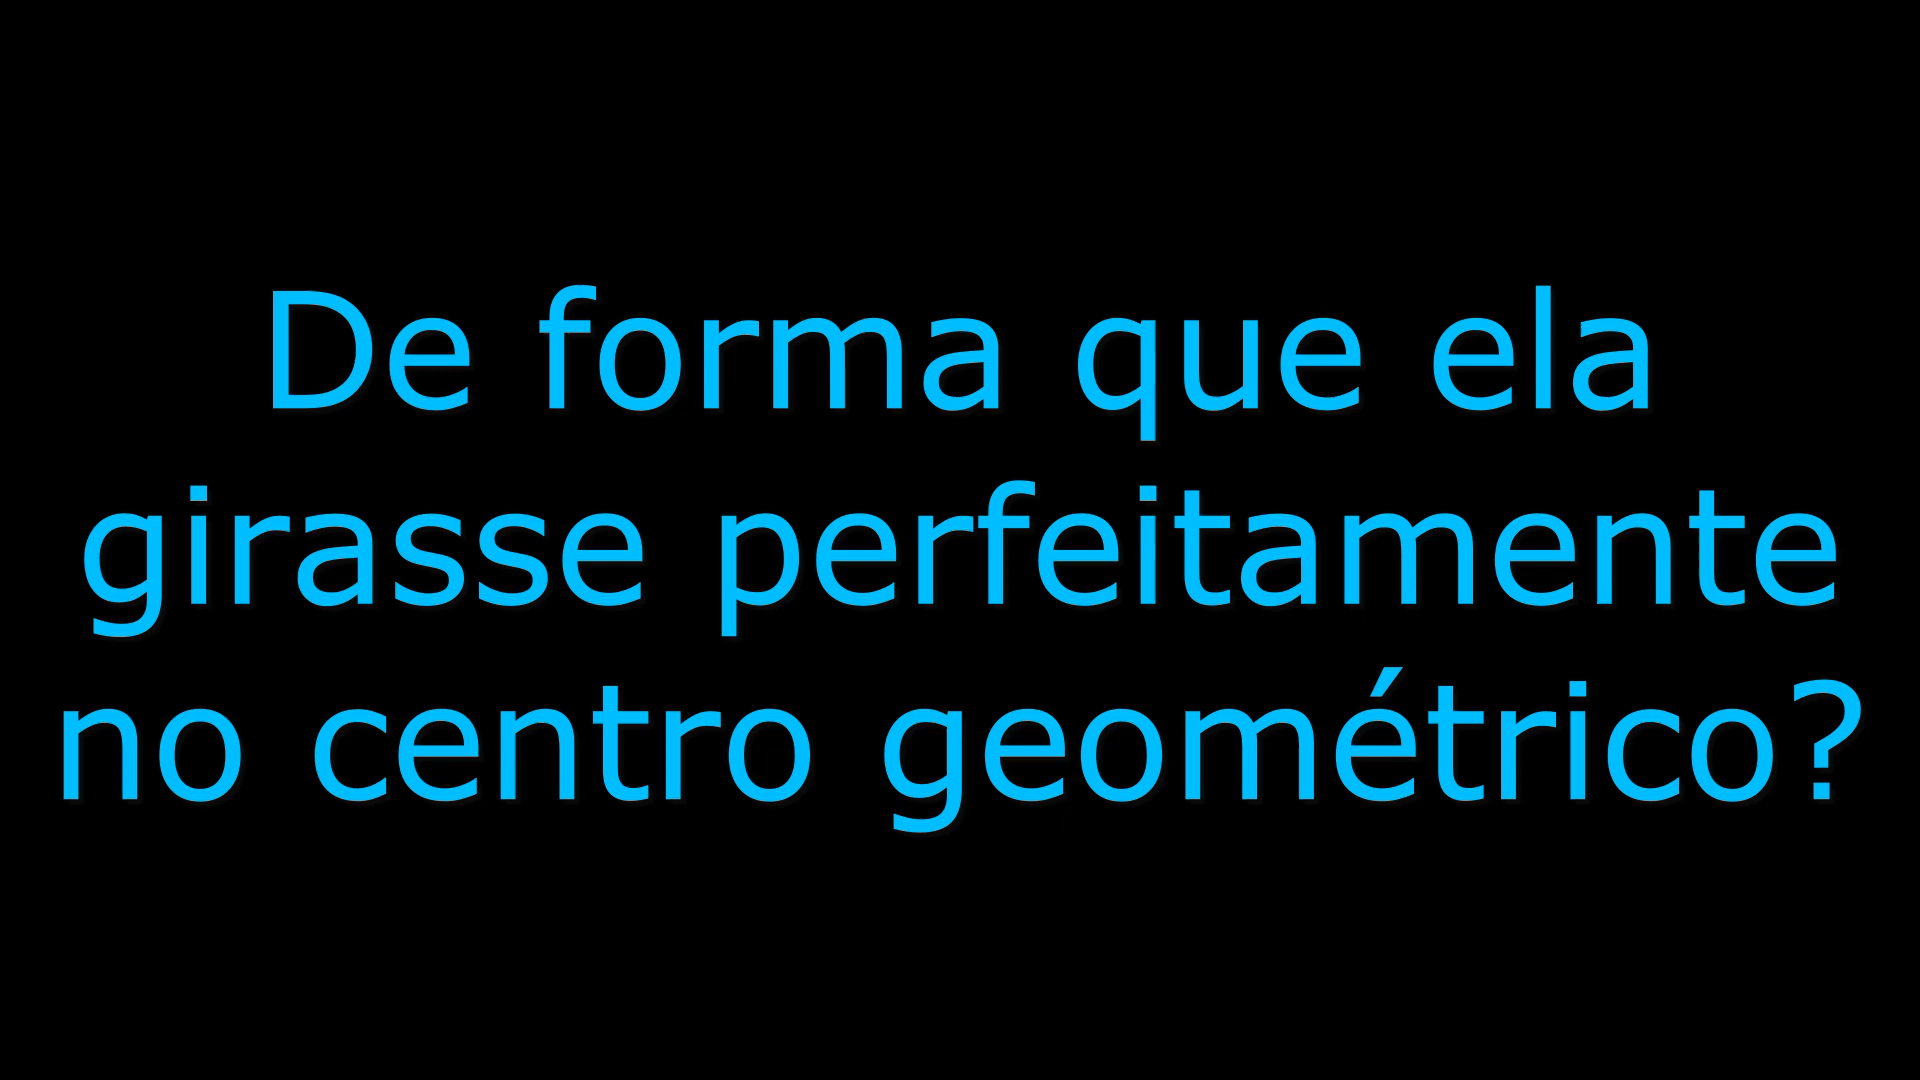 De forma que ela
girasse perfeitamente
no centro geométrico?